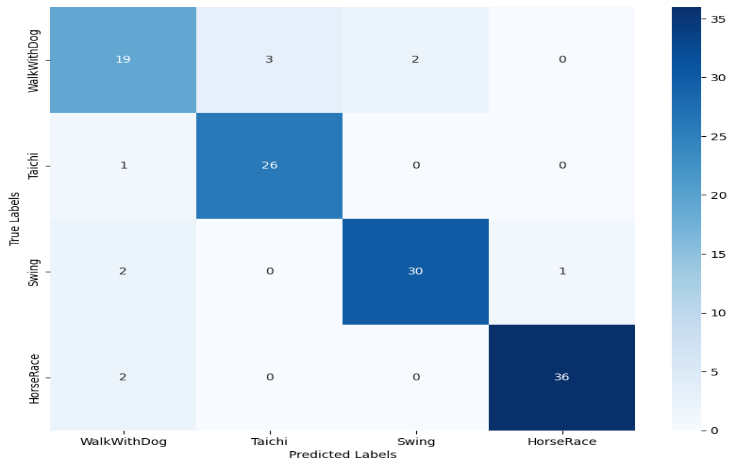 WalkWithDog 19 3 2 0
Taichi 1 26 0 0
Swing 2 0 30 1
HorseRace 2 0 0 36
True Labels
WalkWithDog Taichi Swing HorseRace
Predicted Labels
35
30
25
20
15
10
5
0